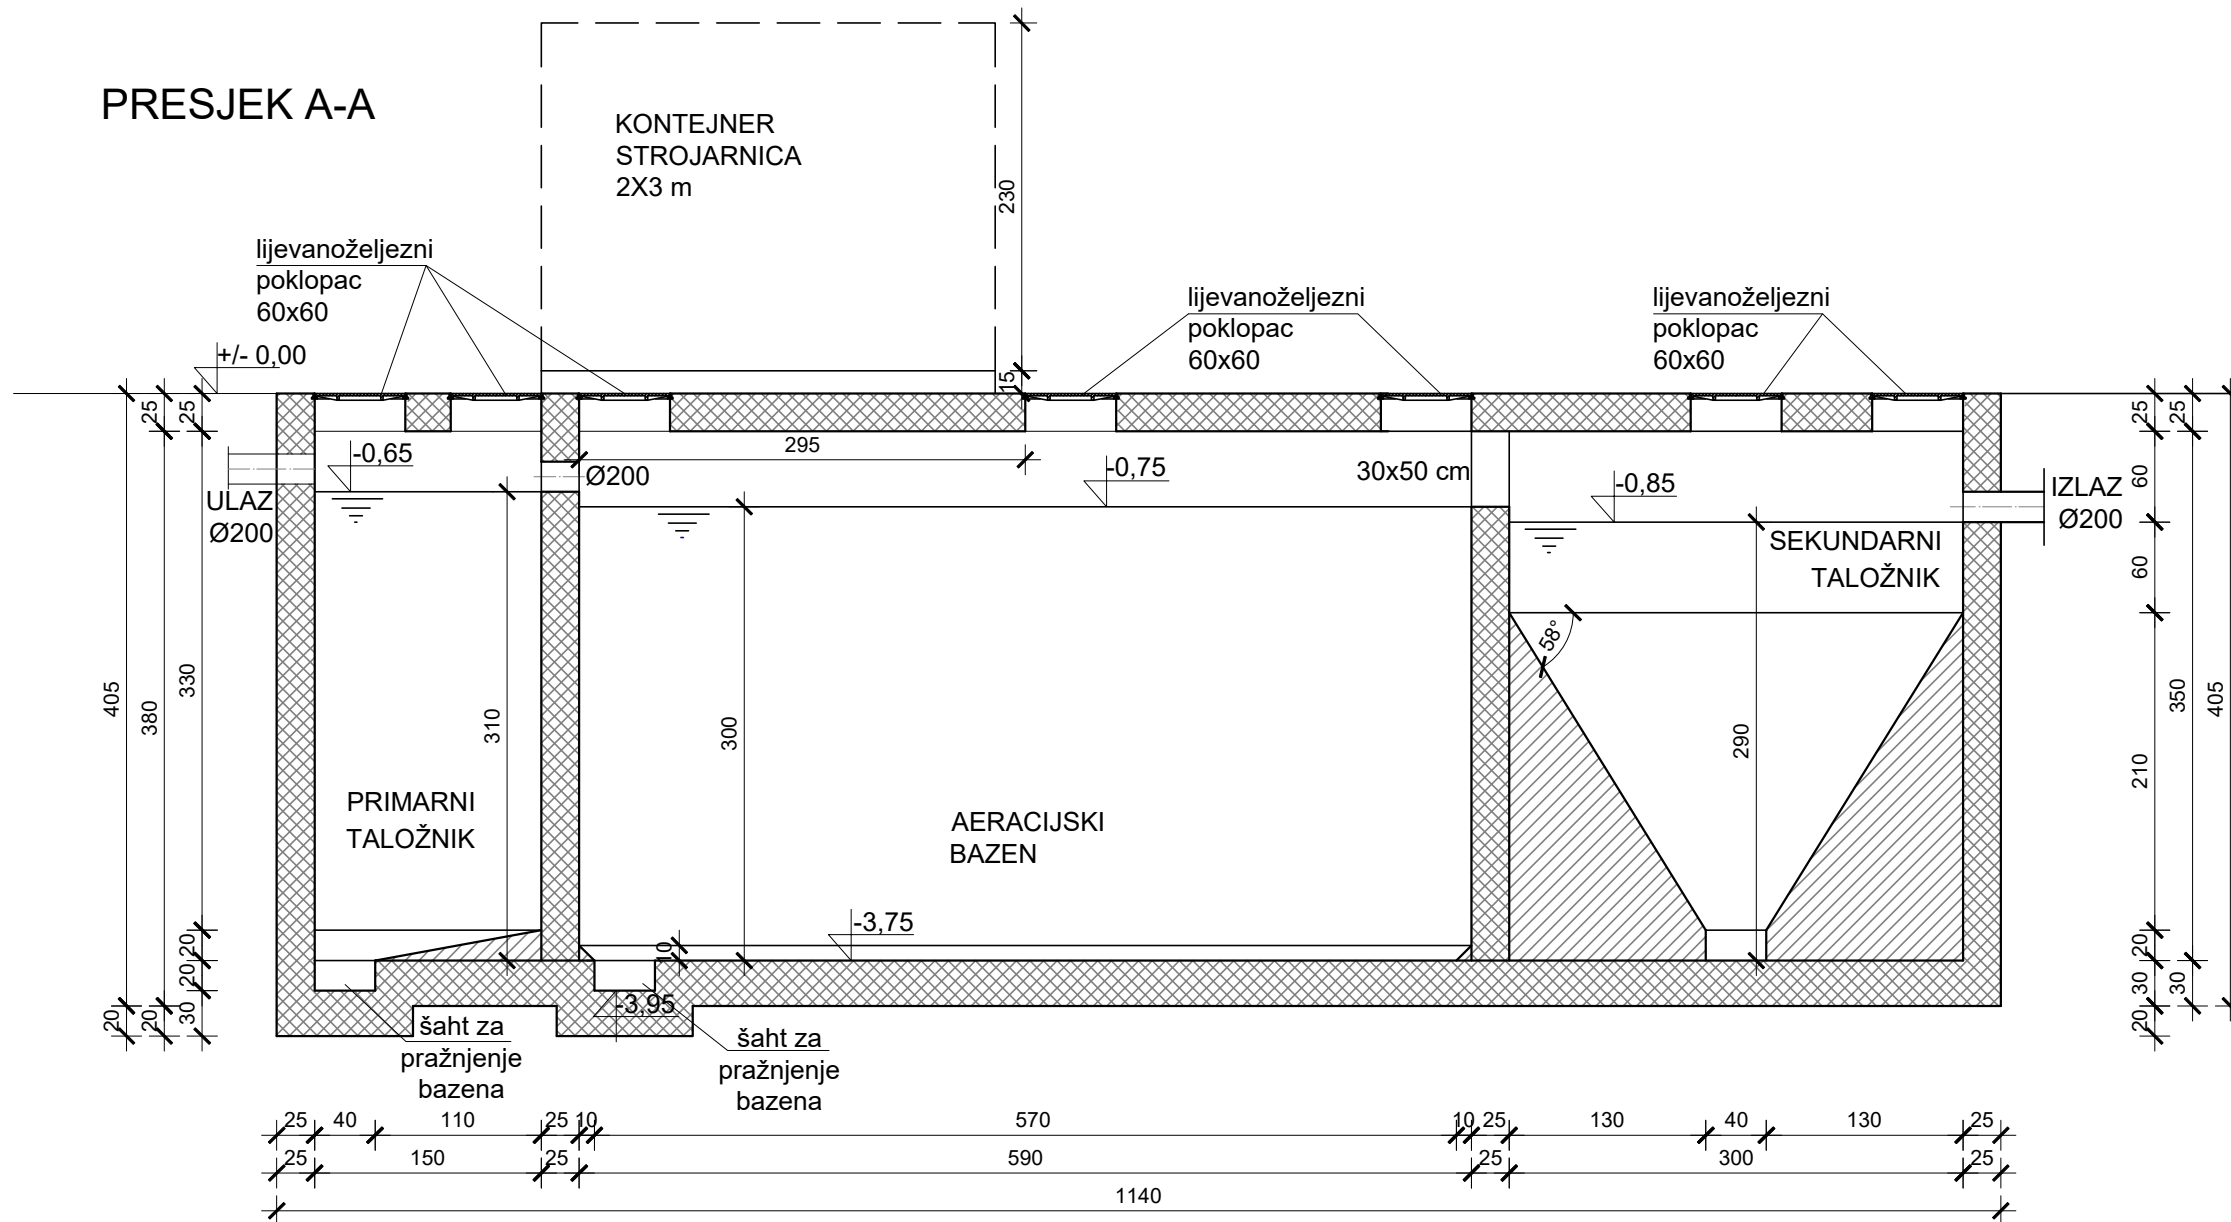 PRESJEK A-A
KONTEJNER
STROJARNICA
2X3 m
230
15
lijevanoželjezni
poklopac
60x60
lijevanoželjezni
poklopac
60x60
lijevanoželjezni
poklopac
60x60
+/- 0,00
-0,65
295
Ø200
-0,75
30x50 cm
-0,85
ULAZ
Ø200
IZLAZ
Ø200
SEKUNDARNI
TALOŽNIK
58°
405
20
25
380
20
25
330
20
20
30
310
300
290
25
60
60
210
20
30
20
25
350
30
405
PRIMARNI
TALOŽNIK
AERACIJSKI
BAZEN
-3,75
10
-3,95
šaht za
pražnjenje
bazena
šaht za
pražnjenje
bazena
25 40 110 25 10 570 10 25 130 40 130 25
25 150 25 590 25 300 25
1140